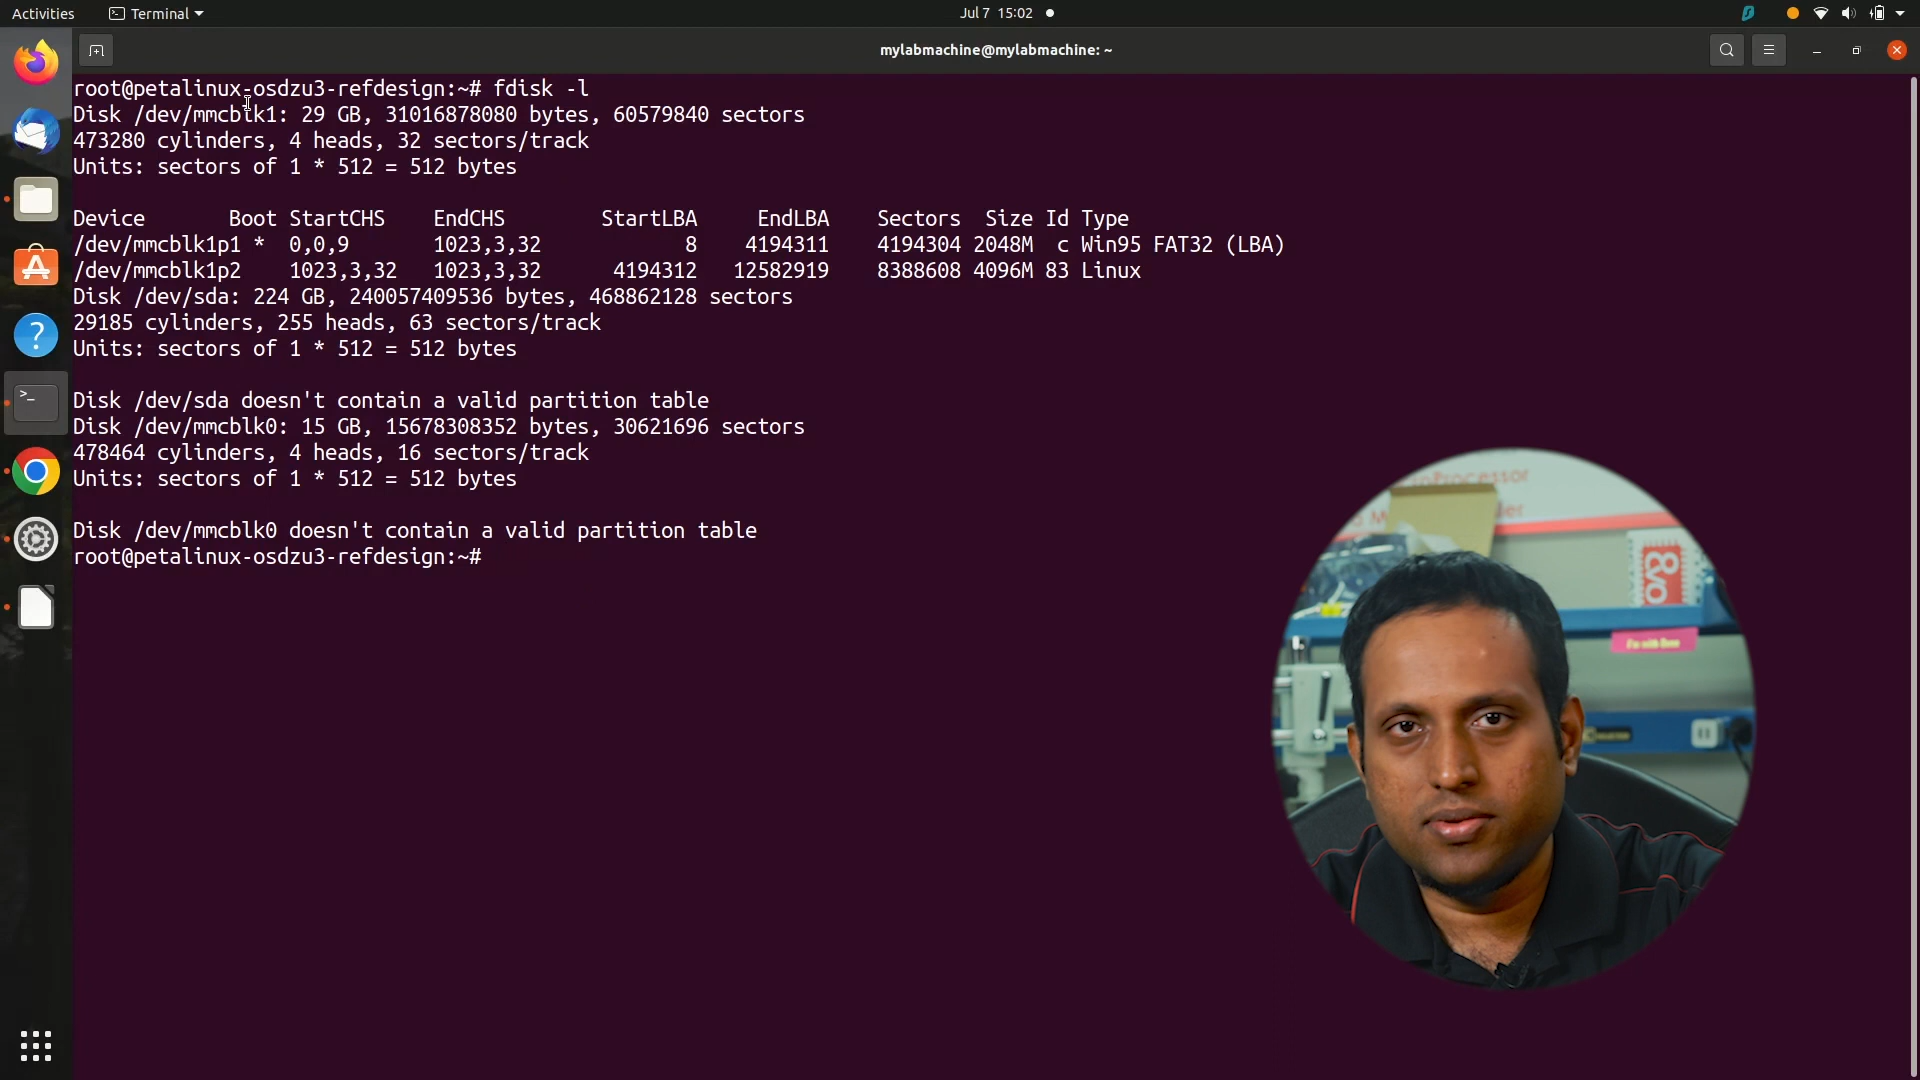 Activities
Terminal
Jul 7 15:02
mylabmachine@mylabmachine: ~
root@petalinux-osdzu3-refdesign:~# fdisk -l
Disk /dev/mmcblk1: 29 GB, 31016878080 bytes, 60579840 sectors
473280 cylinders, 4 heads, 32 sectors/track
Units: sectors of 1 * 512 = 512 bytes
Device Boot StartCHS EndCHS StartLBA EndLBA Sectors Size Id Type
/dev/mmcblk1p1 * 0,0,9 1023,3,32 8 4194311 4194304 2048M c Win95 FAT32 (LBA)
/dev/mmcblk1p2 1023,3,32 1023,3,32 4194312 12582919 8388608 4096M 83 Linux
Disk /dev/sda: 224 GB, 240057409536 bytes, 468862128 sectors
29185 cylinders, 255 heads, 63 sectors/track
Units: sectors of 1 * 512 = 512 bytes
Disk /dev/sda doesn't contain a valid partition table
Disk /dev/mmcblk0: 15 GB, 15678308352 bytes, 30621696 sectors
478464 cylinders, 4 heads, 16 sectors/track
Units: sectors of 1 * 512 = 512 bytes
Disk /dev/mmcblk0 doesn't contain a valid partition table
root@petalinux-osdzu3-refdesign:~#